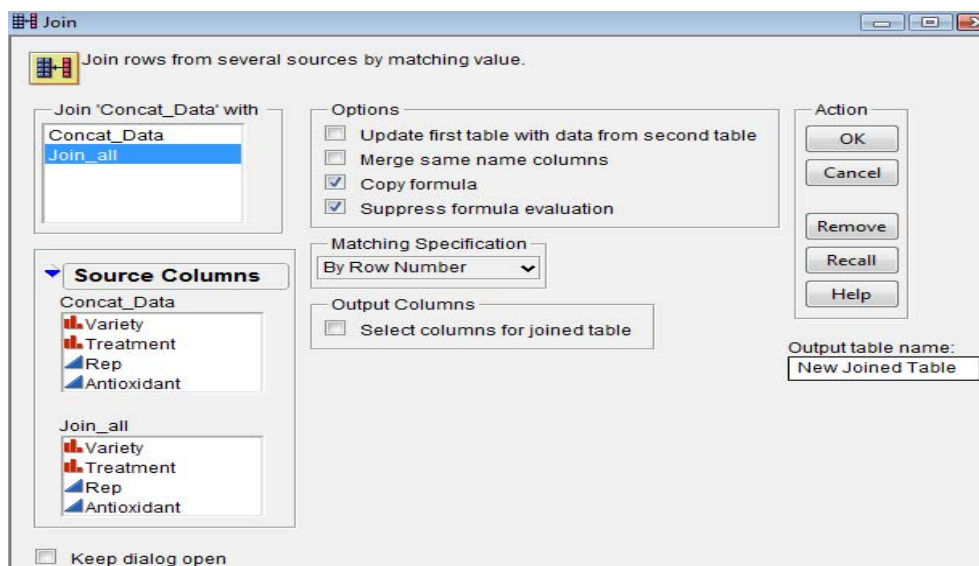 Join
Join rows from several sources by matching value.
Join 'Concat_Data' with
Concat_Data
Join_all
Source Columns
Concat_Data
Variety
Treatment
Rep
Antioxidant
Join_all
Variety
Treatment
Rep
Antioxidant
Keep dialog open
Options
Update first table with data from second table
Merge same name columns
Copy formula
Suppress formula evaluation
Matching Specification
By Row Number
Output Columns
Select columns for joined table
Action
OK
Cancel
Remove
Recall
Help
Output table name:
New Joined Table